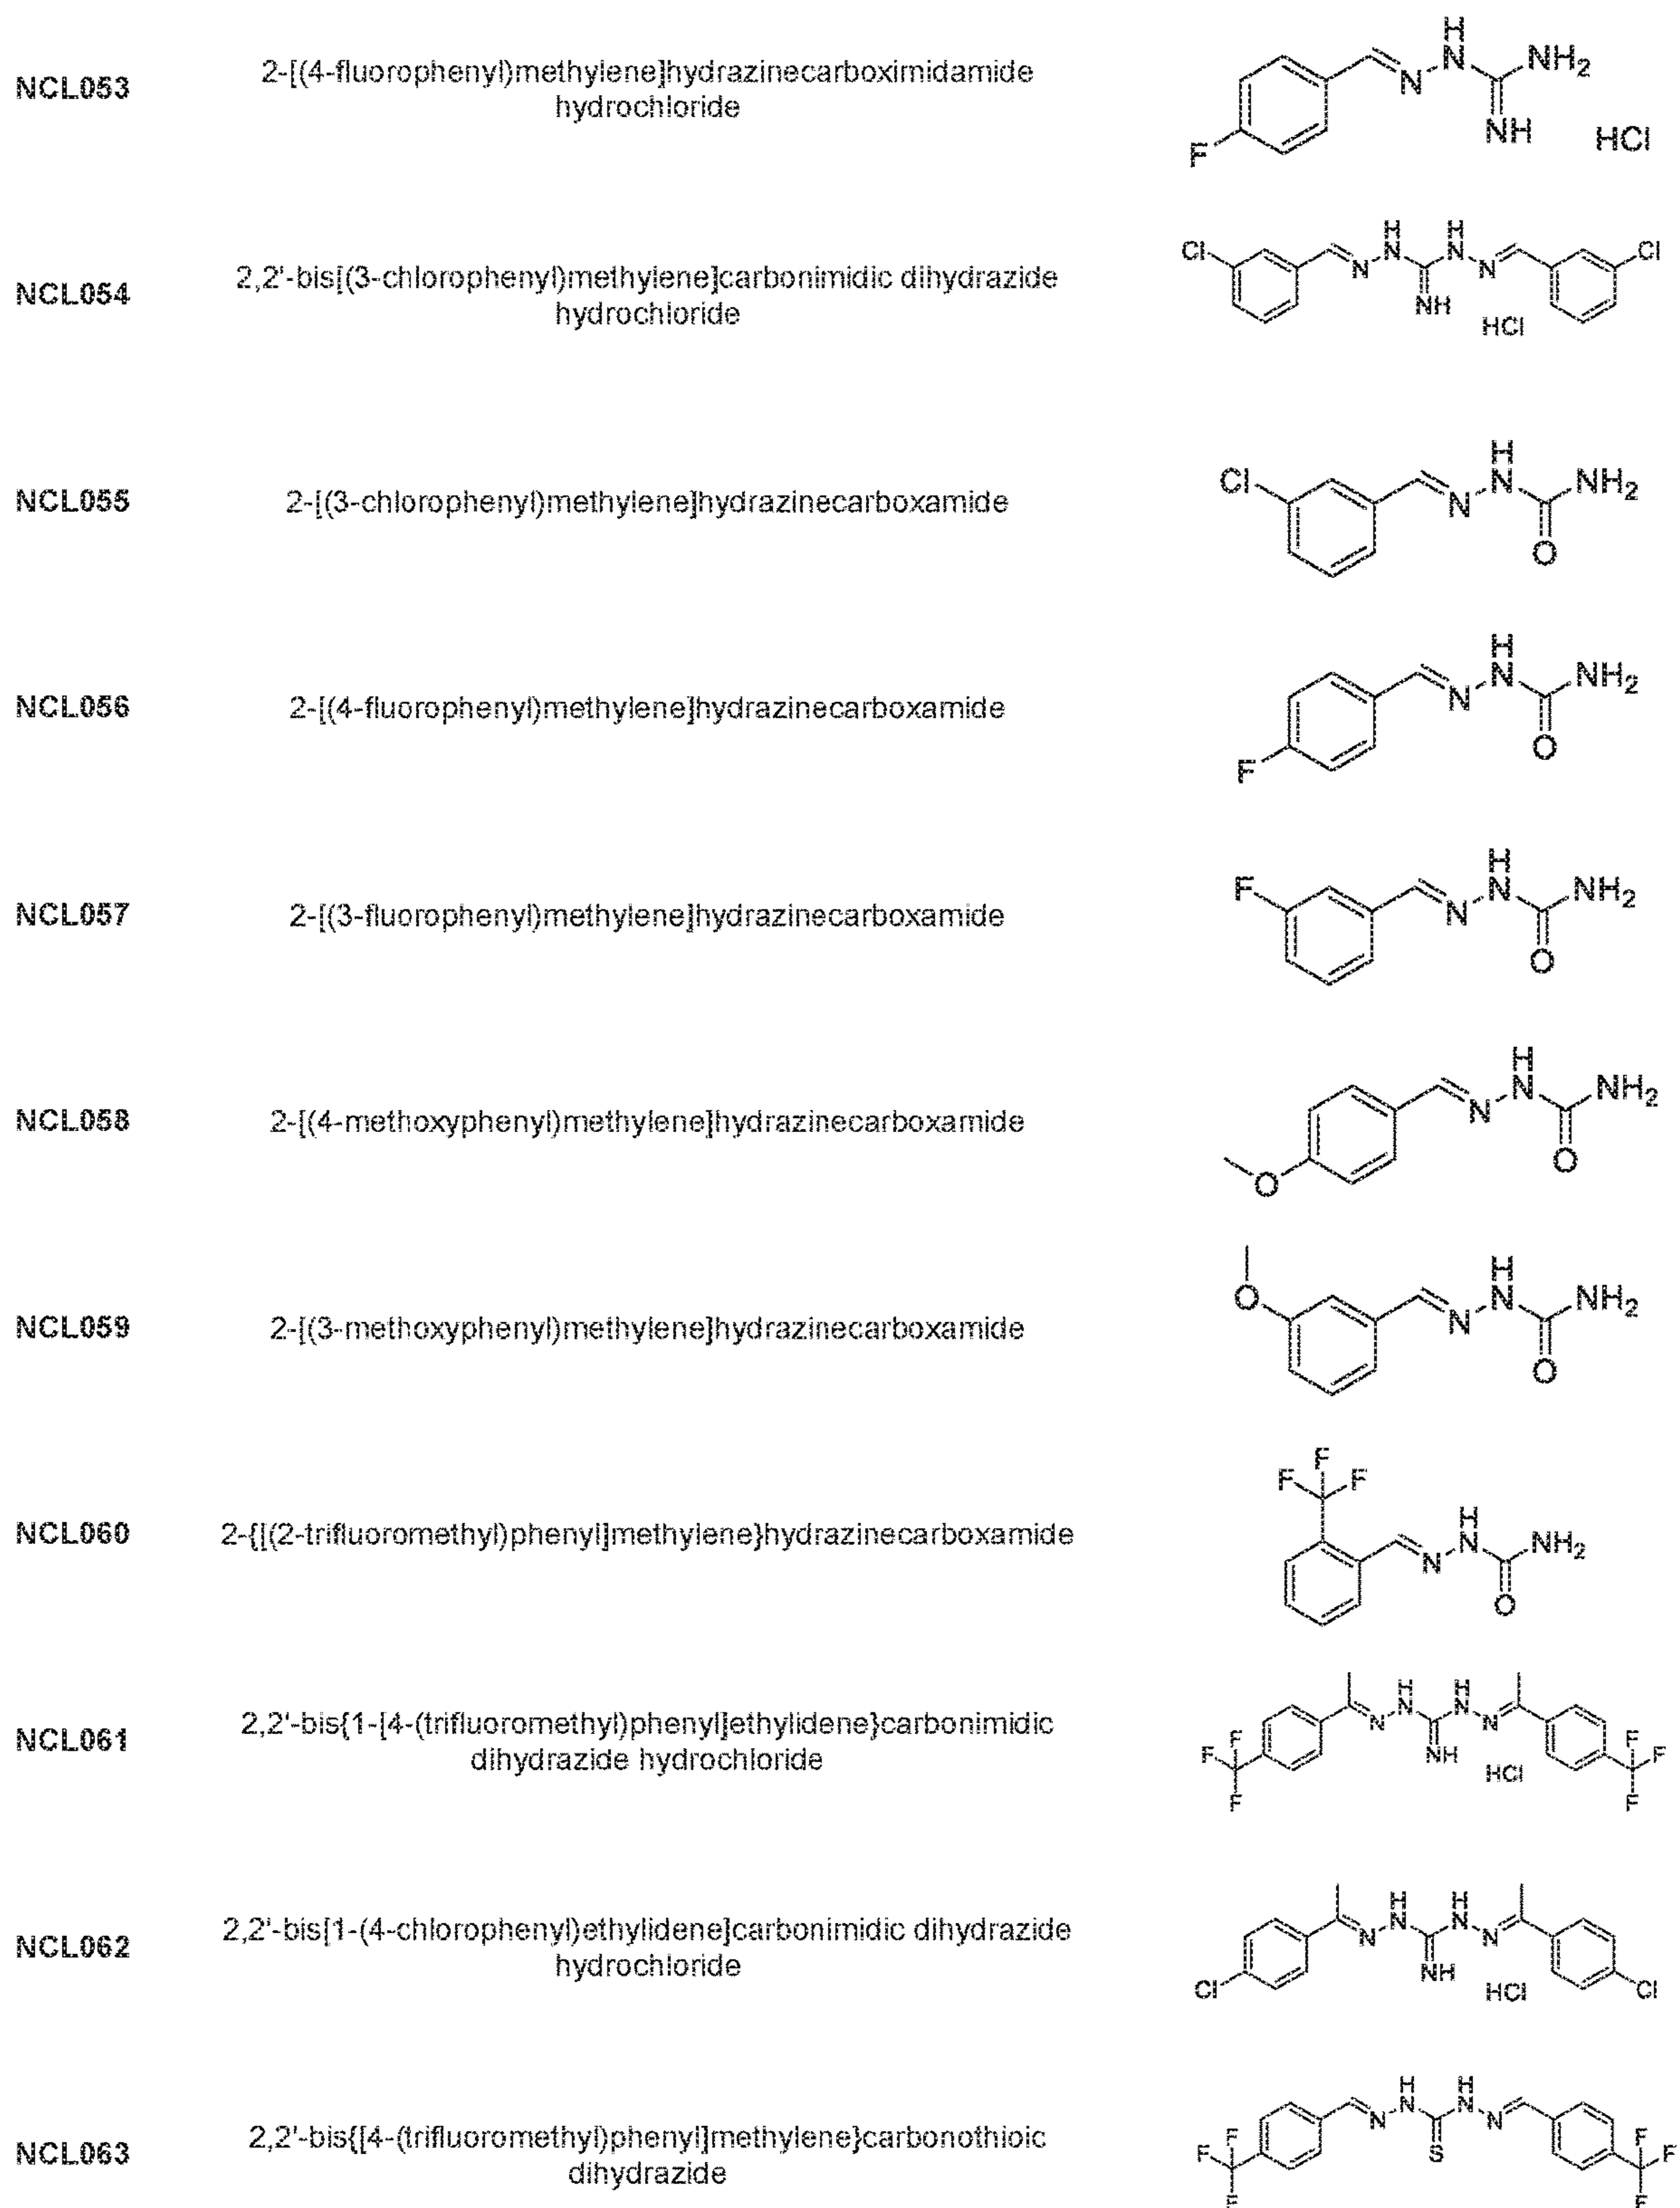 NCL053
2-[(4-fluorophenyl)methylene]hydrazinecarboximidamide
hydrochloride
H
N
NH2
N
NH
HCl
F
NCL054
2,2'-bis[(3-chlorophenyl)methylene]carbonimidic dihydrazide
hydrochloride
H H
Cl N N Cl
N N
NH
HCl
NCL055
2-[(3-chlorophenyl)methylene]hydrazinecarboxamide
H
Cl N NH2
N
O
NCL056
2-[(4-fluorophenyl)methylene]hydrazinecarboxamide
H
N NH2
N
O
F
NCL057
2-[(3-fluorophenyl)methylene]hydrazinecarboxamide
H
F N NH2
N
O
NCL058
2-[(4-methoxyphenyl)methylene]hydrazinecarboxamide
H
N NH2
N
O
O
NCL059
2-[(3-methoxyphenyl)methylene]hydrazinecarboxamide
H
O N NH2
N
O
NCL060
2-{[(2-trifluoromethyl)phenyl]methylene}hydrazinecarboxamide
F
F F
H
N NH2
N
O
NCL061
2,2'-bis{1-[4-(trifluoromethyl)phenyl]ethylidene}carbonimidic
dihydrazide hydrochloride
H H
N N
N N
F F
F NH F
HCl
F F
NCL062
2,2'-bis[1-(4-chlorophenyl)ethylidene]carbonimidic dihydrazide
hydrochloride
H H
N N
N N
NH
Cl HCl Cl
NCL063
2,2'-bis{[4-(trifluoromethyl)phenyl]methylene}carbonothioic
dihydrazide
H H
N N
N N
F F
F S F
F F